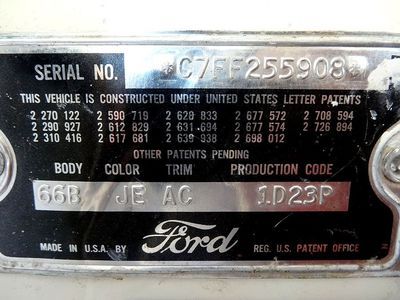 SERIAL NO. *C7FF255908*
THIS VEHICLE IS CONSTRUCTED UNDER UNITED STATES LETTER PATENTS
2 270 122 2 590 719 2 628 833 2 677 572 2 708 594
2 290 927 2 612 829 2 631 694 2 677 574 2 726 894
2 310 416 2 617 681 2 638 938 2 698 012
OTHER PATENTS PENDING
BODY COLOR TRIM PRODUCTION CODE
66B JE AC 1D23P
MADE IN U.S.A. BY Ford REG. U.S. PATENT OFFICE